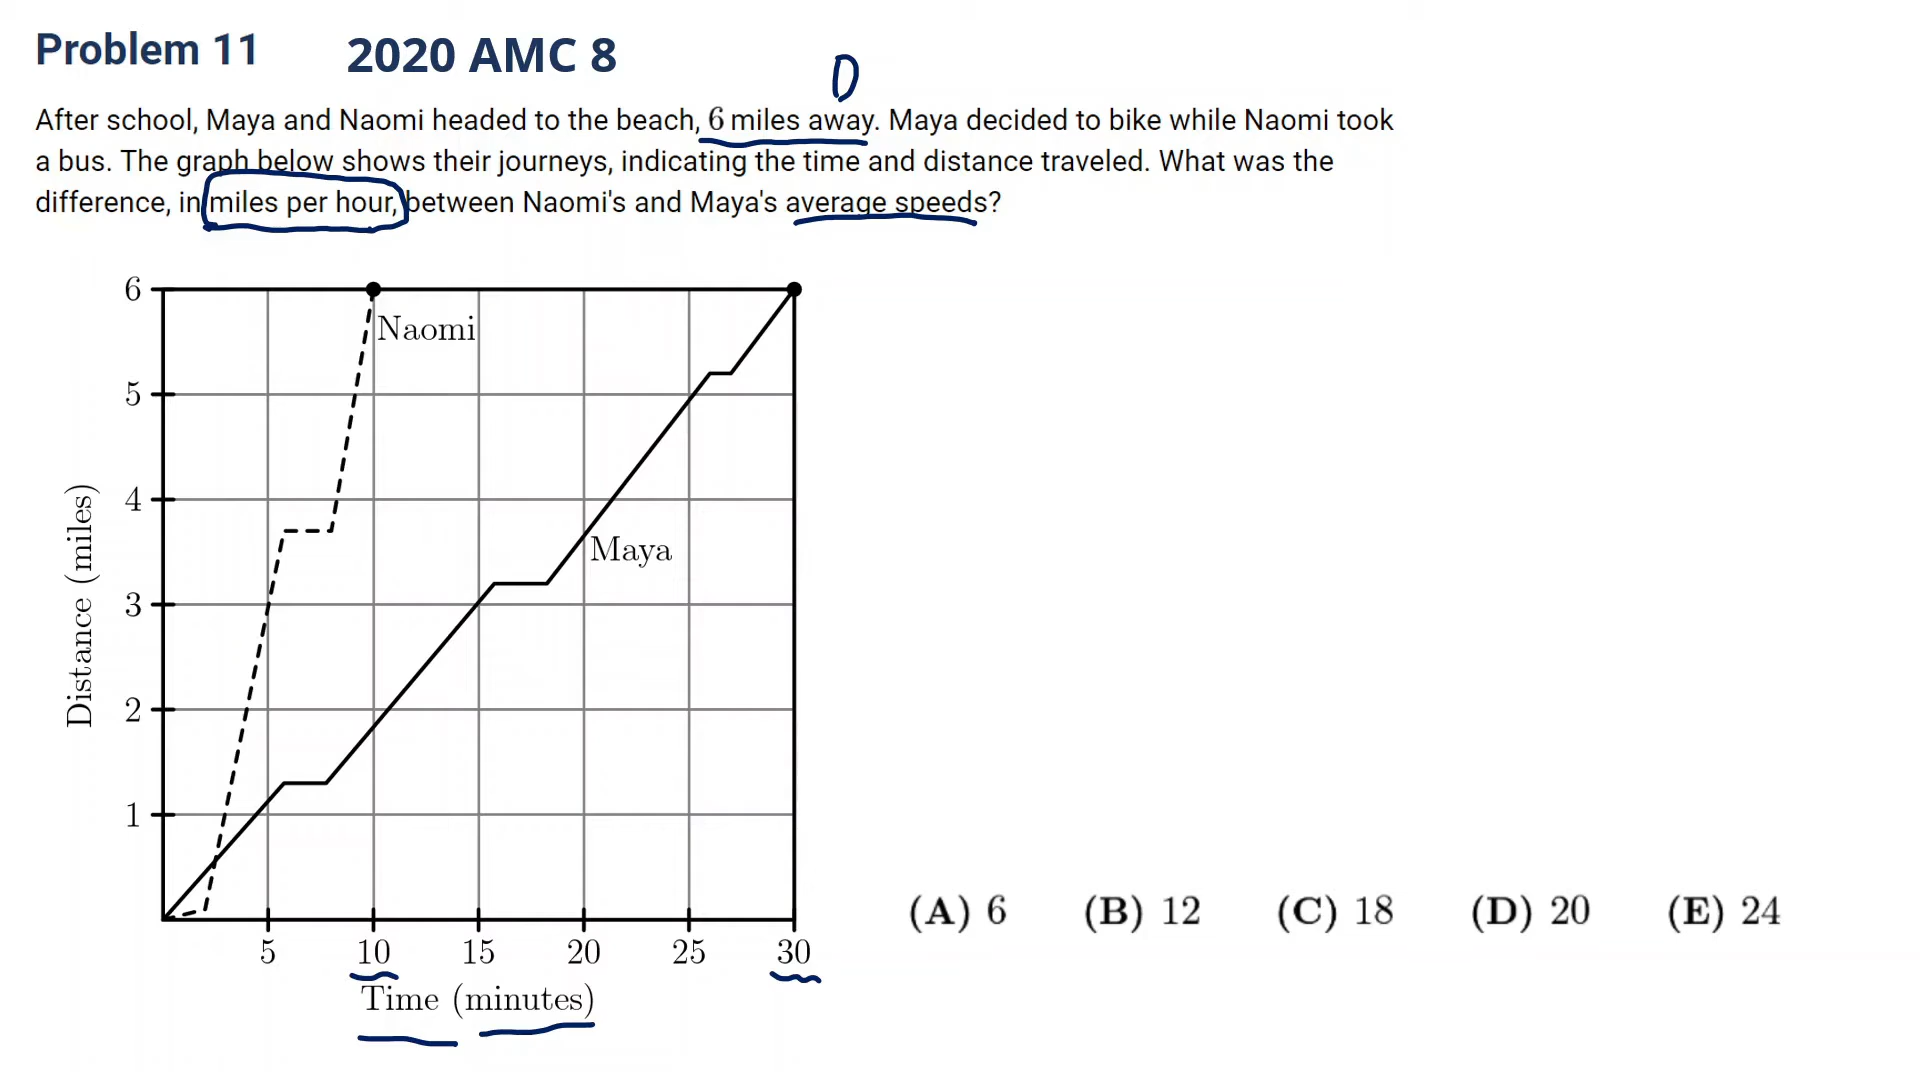 Problem 11
2020 AMC 8
D
After school, Maya and Naomi headed to the beach, 6 miles away. Maya decided to bike while Naomi took
a bus. The graph below shows their journeys, indicating the time and distance traveled. What was the
difference, in miles per hour, between Naomi's and Maya's average speeds?
6
Naomi
5
4
Maya
3
2
1
Distance (miles)
5 10 15 20 25 30
Time (minutes)
(A) 6 (B) 12 (C) 18 (D) 20 (E) 24